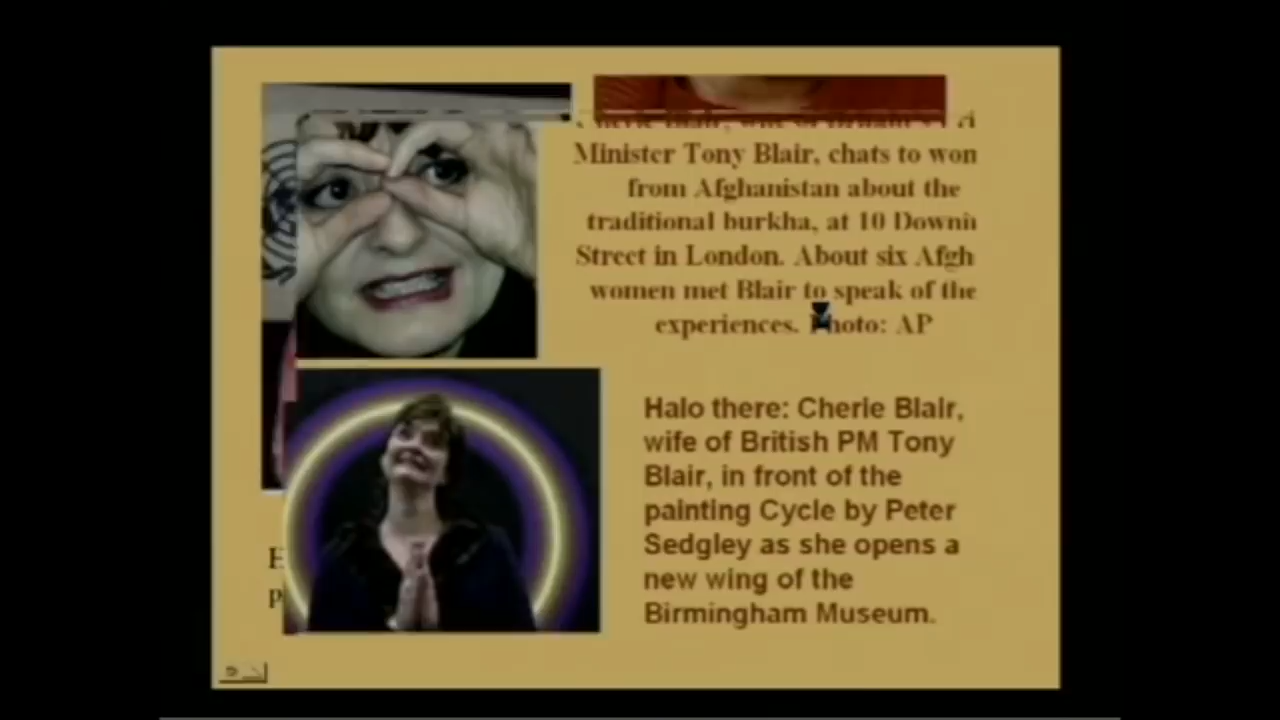 Minister Tony Blair, chats to won
from Afghanistan about the
traditional burkha, at 10 Downin
Street in London. About six Afgh
women met Blair to speak of the
experiences. Photo: AP
Halo there: Cherie Blair,
wife of British PM Tony
Blair, in front of the
painting Cycle by Peter
Sedgley as she opens a
new wing of the
Birmingham Museum.